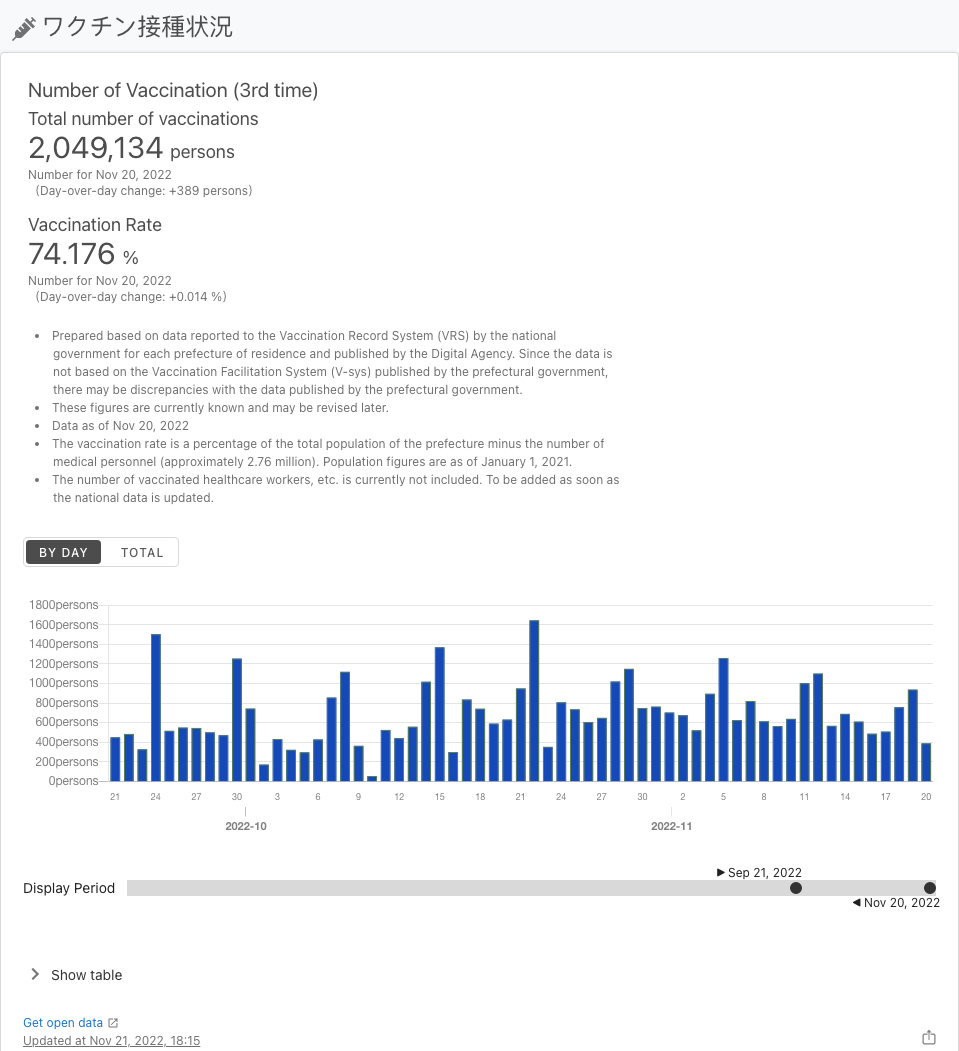 ワクチン接種状況
Number of Vaccination (3rd time)
Total number of vaccinations
2,049,134 persons
Number for Nov 20, 2022
(Day-over-day change: +389 persons)
Vaccination Rate
74.176 %
Number for Nov 20, 2022
(Day-over-day change: +0.014 %)
• Prepared based on data reported to the Vaccination Record System (VRS) by the national
government for each prefecture of residence and published by the Digital Agency. Since the data is
not based on the Vaccination Facilitation System (V-sys) published by the prefectural government,
there may be discrepancies with the data published by the prefectural government.
• These figures are currently known and may be revised later.
• Data as of Nov 20, 2022
• The vaccination rate is a percentage of the total population of the prefecture minus the number of
medical personnel (approximately 2.76 million). Population figures are as of January 1, 2021.
• The number of vaccinated healthcare workers, etc. is currently not included. To be added as soon as
the national data is updated.
BY DAY TOTAL
1800persons
1600persons
1400persons
1200persons
1000persons
800persons
600persons
400persons
200persons
0persons
21 24 27 30 3 6 9 12 15 18 21 24 27 30 2 5 8 11 14 17 20
2022-10 2022-11
Sep 21, 2022
Display Period
Nov 20, 2022
Show table
Get open data
Updated at Nov 21, 2022, 18:15